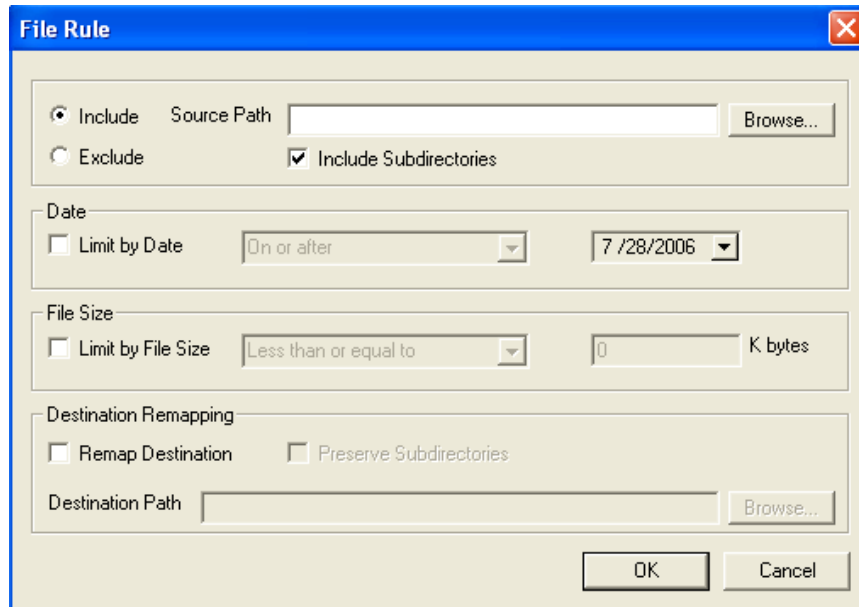 File Rule
Include Source Path Browse...
Exclude Include Subdirectories
Date
Limit by Date On or after 7 /28/2006
File Size
Limit by File Size Less than or equal to 0 K bytes
Destination Remapping
Remap Destination Preserve Subdirectories
Destination Path Browse...
OK Cancel